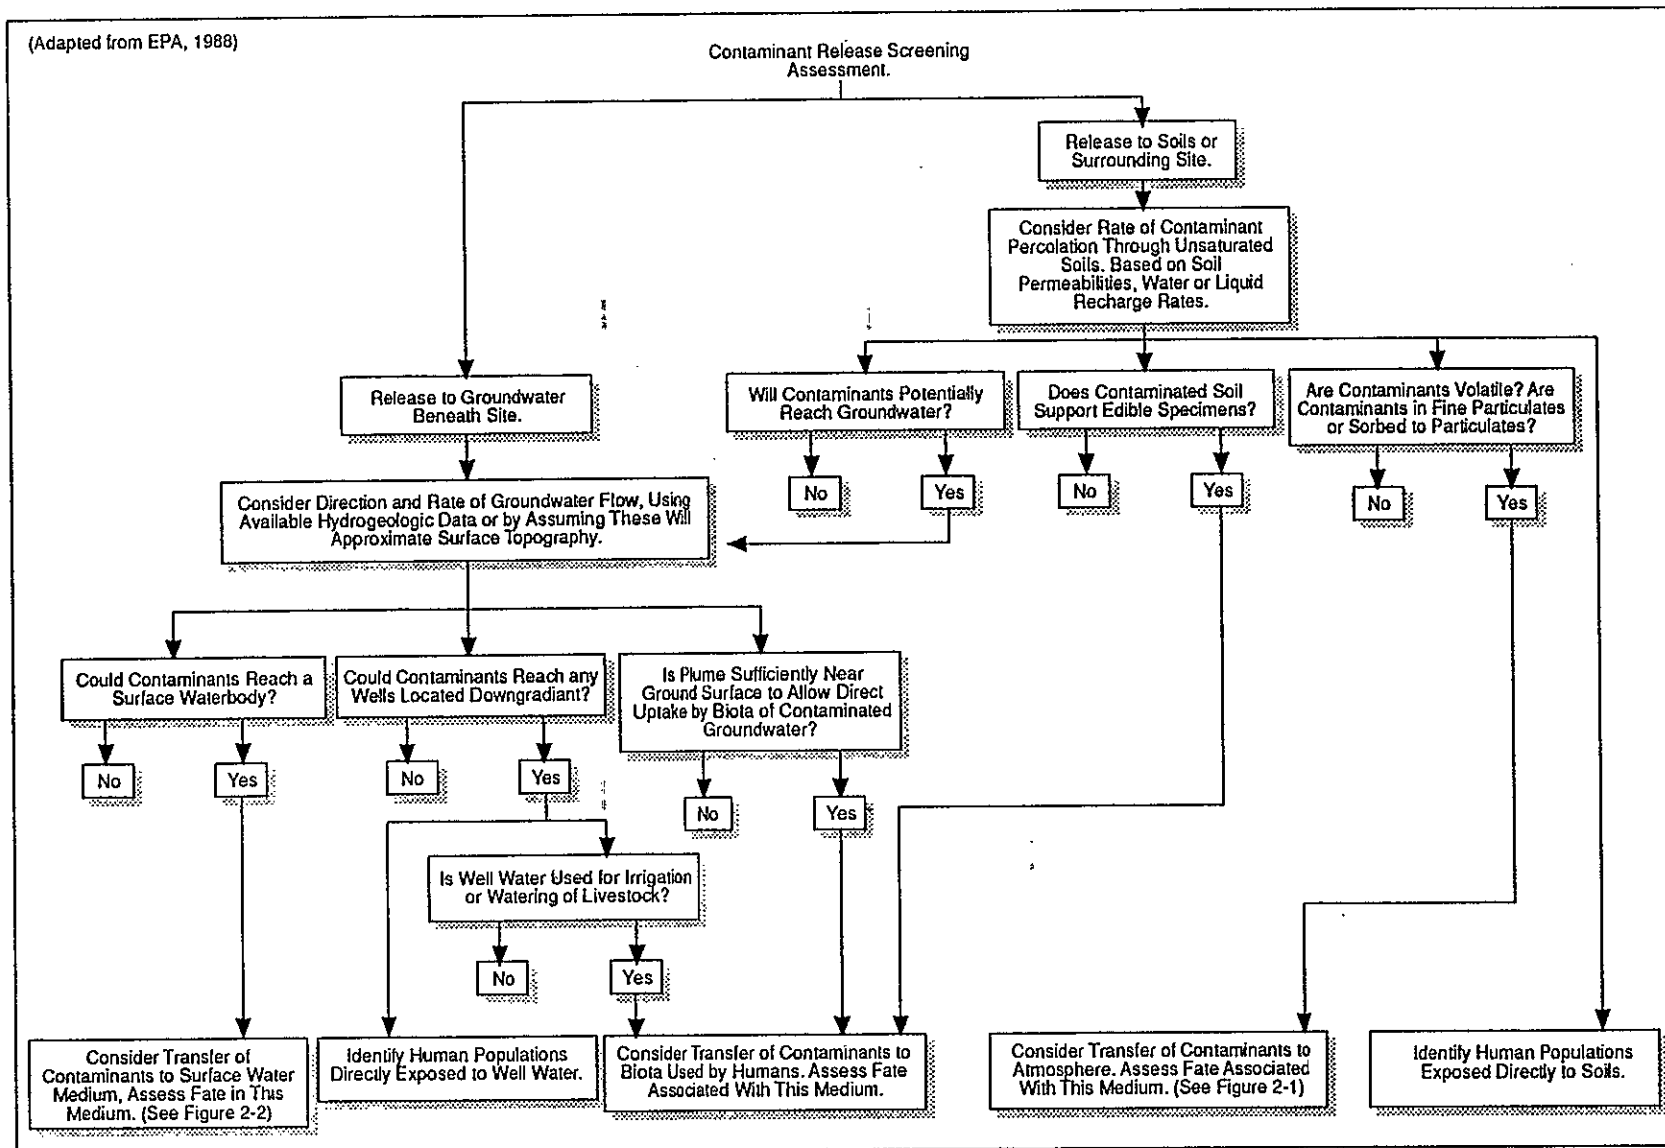 (Adapted from EPA, 1988)
Contaminant Release Screening
Assessment.
Release to Soils or
Surrounding Site.
Consider Rate of Contaminant
Percolation Through Unsaturated
Soils. Based on Soil
Permeabilities, Water or Liquid
Recharge Rates.
Release to Groundwater
Beneath Site.
Will Contaminants Potentially
Reach Groundwater?
Does Contaminated Soil
Support Edible Specimens?
Are Contaminants Volatile? Are
Contaminants in Fine Particulates
or Sorbed to Particulates?
No
Yes
No
Yes
No
Yes
Consider Direction and Rate of Groundwater Flow, Using
Available Hydrogeologic Data or by Assuming These Will
Approximate Surface Topography.
Could Contaminants Reach a
Surface Waterbody?
Could Contaminants Reach any
Wells Located Downgradiant?
Is Plume Sufficiently Near
Ground Surface to Allow Direct
Uptake by Biota of Contaminated
Groundwater?
No
Yes
No
Yes
No
Yes
Is Well Water Used for Irrigation
or Watering of Livestock?
No
Yes
Consider Transfer of
Contaminants to Surface Water
Medium, Assess Fate in This
Medium. (See Figure 2-2)
Identify Human Populations
Directly Exposed to Well Water.
Consider Transfer of Contaminants to
Biota Used by Humans. Assess Fate
Associated With This Medium.
Consider Transfer of Contaminants to
Atmosphere. Assess Fate Associated
With This Medium. (See Figure 2-1)
Identify Human Populations
Exposed Directly to Soils.